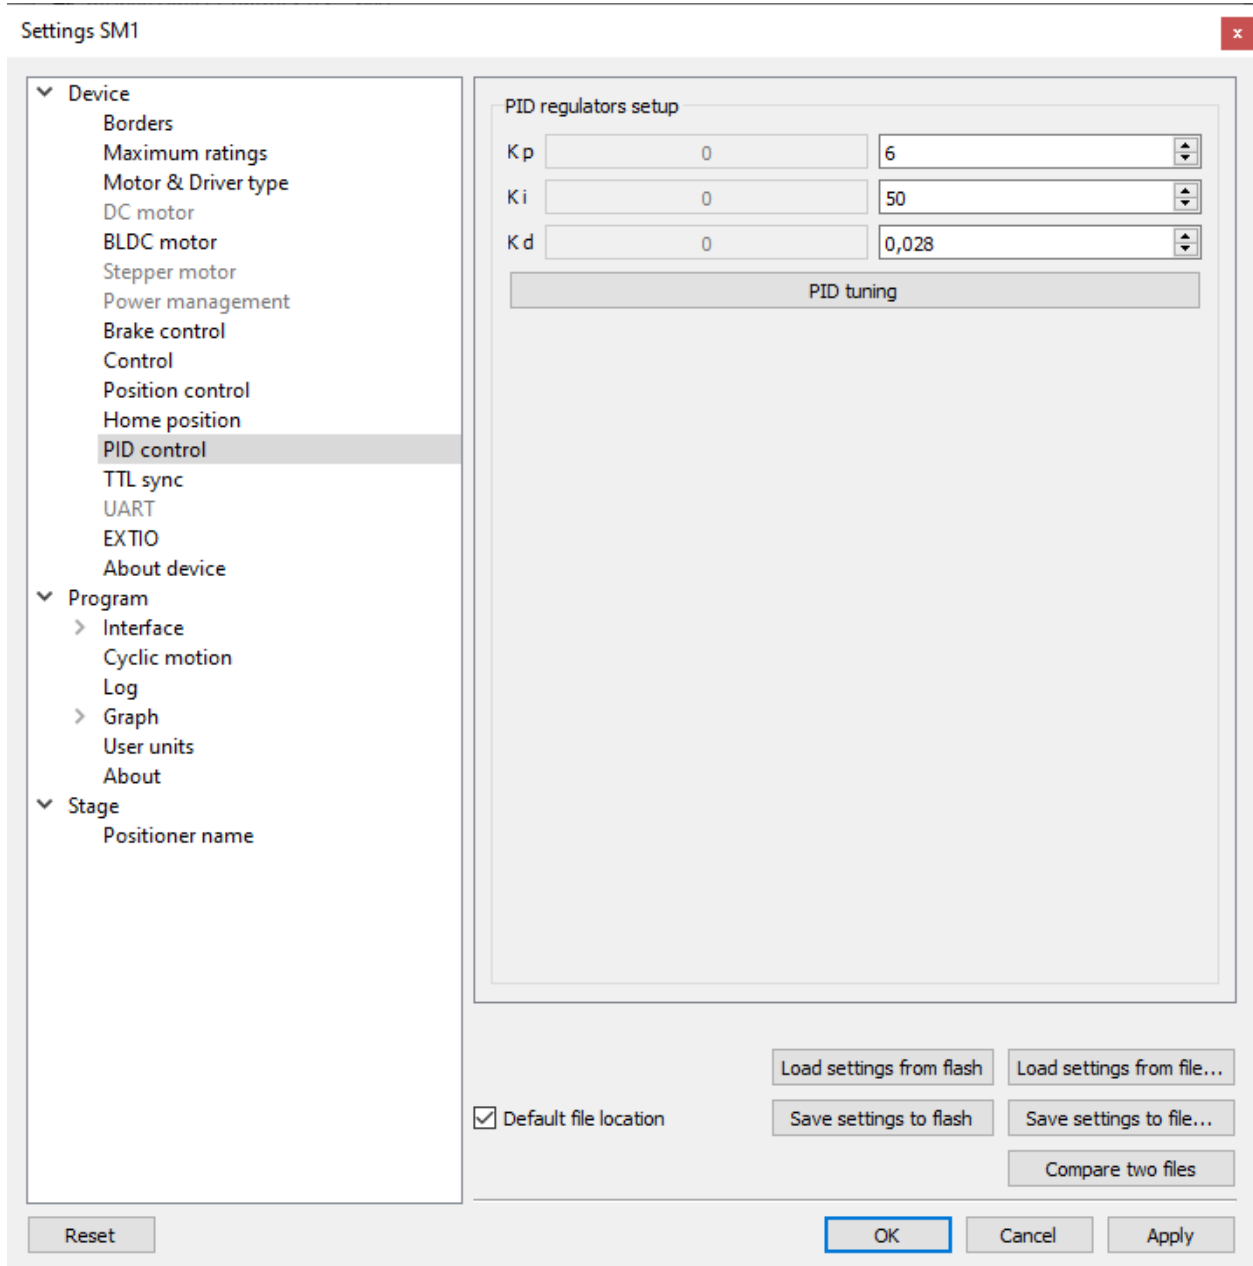 Settings SM1
x
Device
Borders
Maximum ratings
Motor & Driver type
DC motor
BLDC motor
Stepper motor
Power management
Brake control
Control
Position control
Home position
PID control
TTL sync
UART
EXTIO
About device
Program
Interface
Cyclic motion
Log
Graph
User units
About
Stage
Positioner name
PID regulators setup
Kp 0 6
Ki 0 50
Kd 0 0,028
PID tuning
Load settings from flash Load settings from file...
Default file location Save settings to flash Save settings to file...
Compare two files
Reset OK Cancel Apply